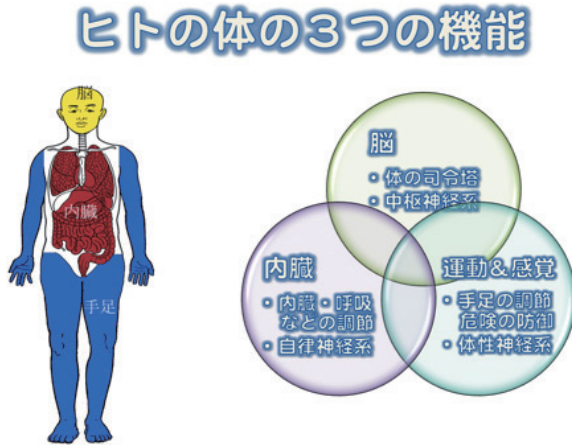 ヒトの体の３つの機能
脳
内臓
手足
脳
・体の司令塔
・中枢神経系
内臓
・内臓・呼吸
などの調節
・自律神経系
運動＆感覚
・手足の調節
危険の防御
・体性神経系